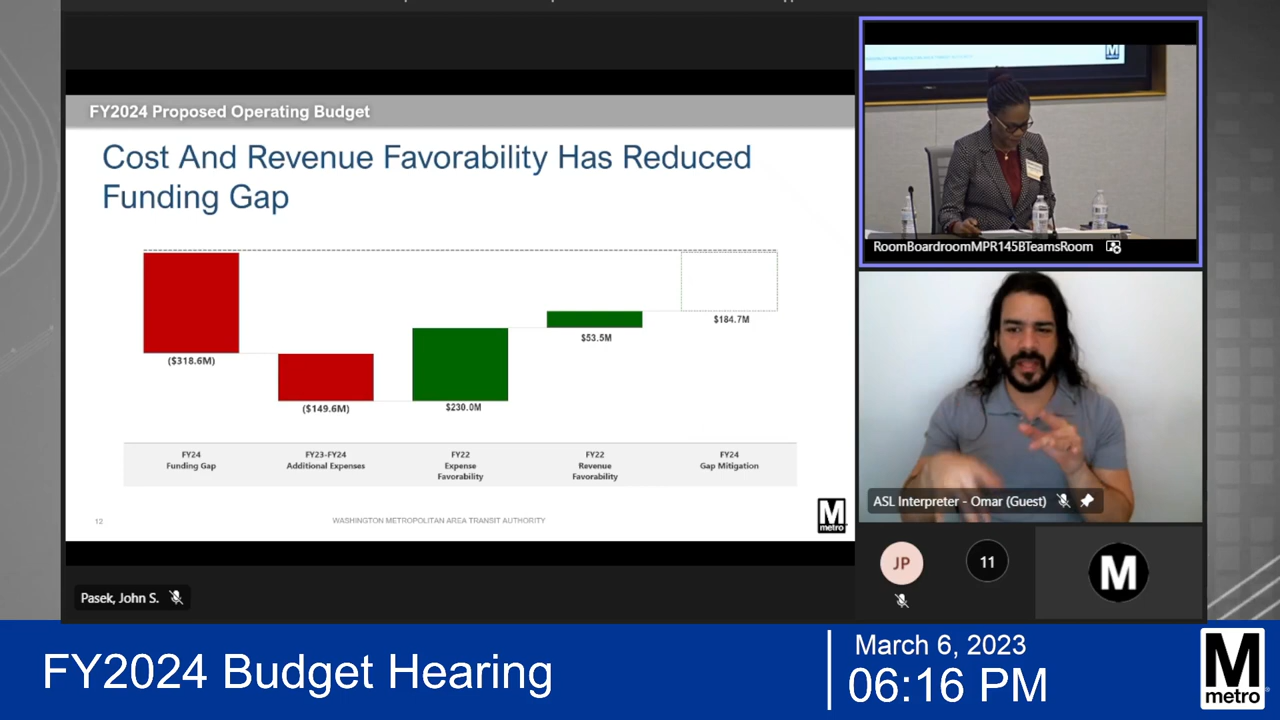 FY2024 Proposed Operating Budget
Cost And Revenue Favorability Has Reduced
Funding Gap
($318.6M)
($149.6M)
$230.0M
$53.5M
$184.7M
FY24
Funding Gap
FY23-FY24
Additional Expenses
FY22
Expense
Favorability
FY22
Revenue
Favorability
FY24
Gap Mitigation
12
WASHINGTON METROPOLITAN AREA TRANSIT AUTHORITY
M
metro
Pasek, John S.
M
RoomBoardroomMPR145BTeamsRoom
ASL Interpreter - Omar (Guest)
JP
11
M
FY2024 Budget Hearing
March 6, 2023
06:16 PM
M
metro